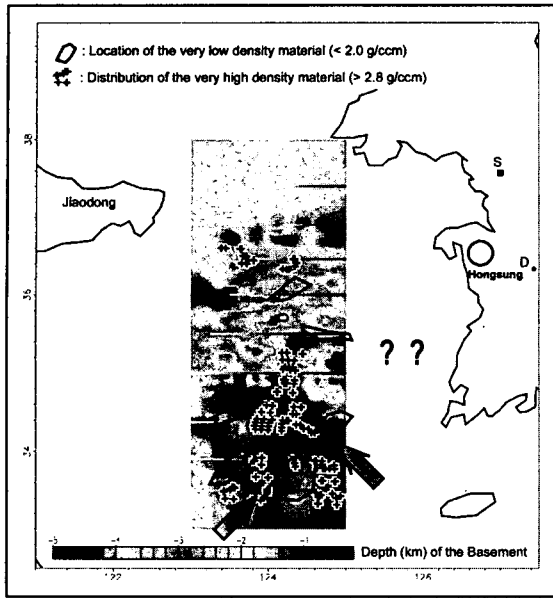 : Location of the very low density material (< 2.0 g/ccm)
: Distribution of the very high density material (> 2.8 g/ccm)
38
36
34
Jiaodong
S
D
Hongsung
? ?
-5 -4 -3 -2 -1
Depth (km) of the Basement
122 124 126